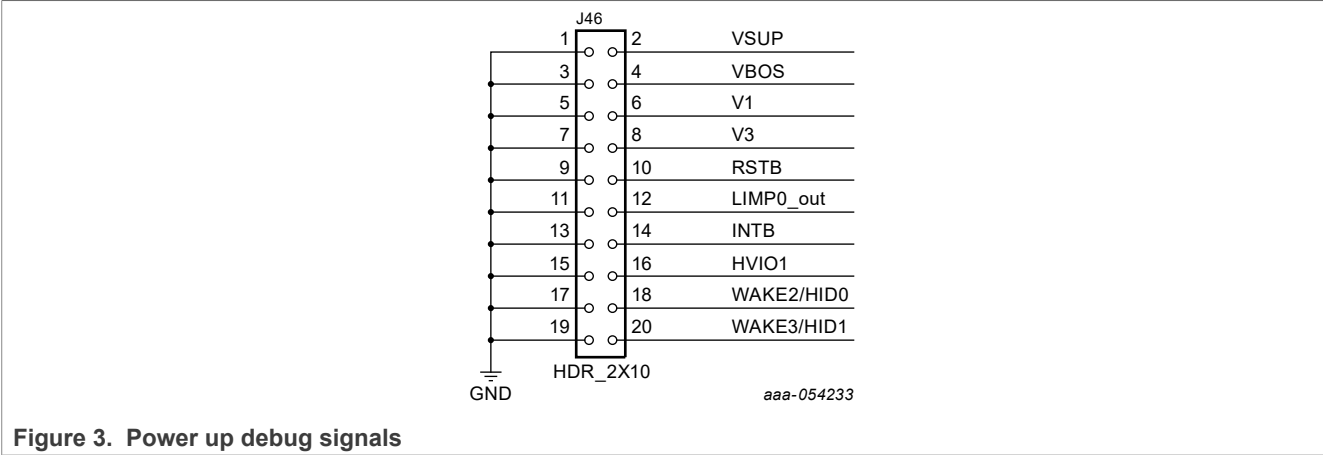 J46
1 2 VSUP
3 4 VBOS
5 6 V1
7 8 V3
9 10 RSTB
11 12 LIMP0_out
13 14 INTB
15 16 HVIO1
17 18 WAKE2/HID0
19 20 WAKE3/HID1
HDR_2X10
GND aaa-054233
Figure 3. Power up debug signals